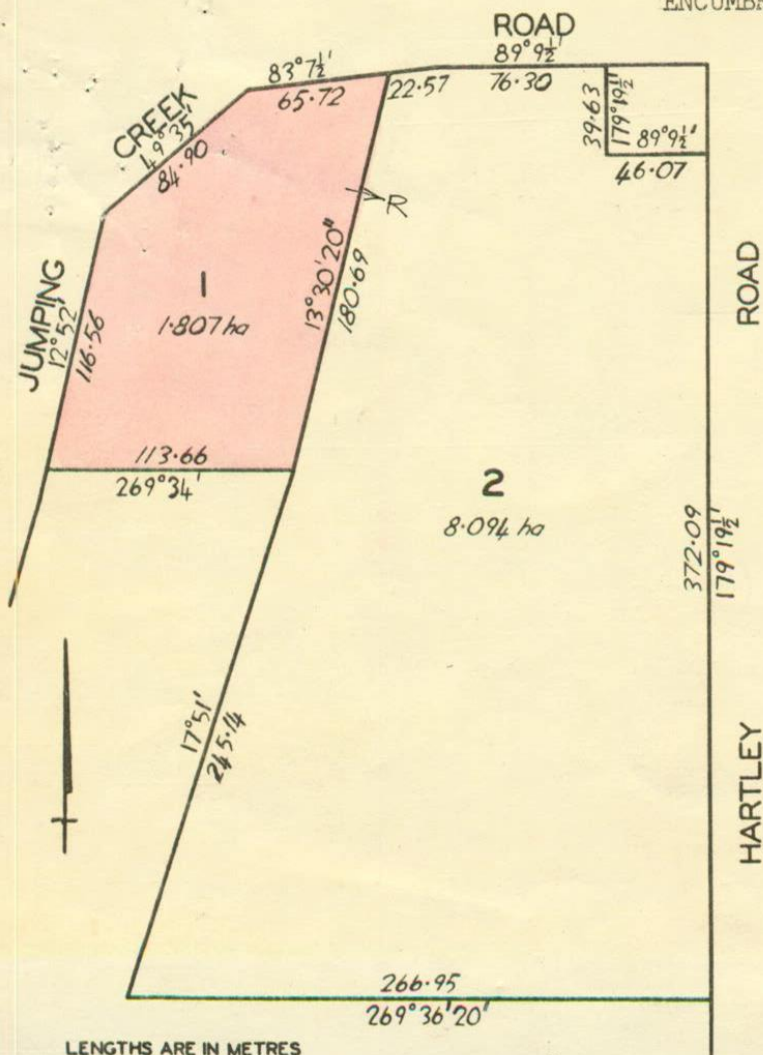 ENCUMBR
ROAD
89°9½'
76·30
83°7½'
65·72
22·57
39·63
179°19½'
89°9½'
46·07
CREEK
49°35'
84·90
R
JUMPING
12°52'
116·56
1
1·807 ha
13°30'20"
180·69
ROAD
113·66
269°34'
2
8·094 ha
372·09
179°19½'
17°51'
245·14
HARTLEY
266·95
269°36'20"
LENGTHS ARE IN METRES